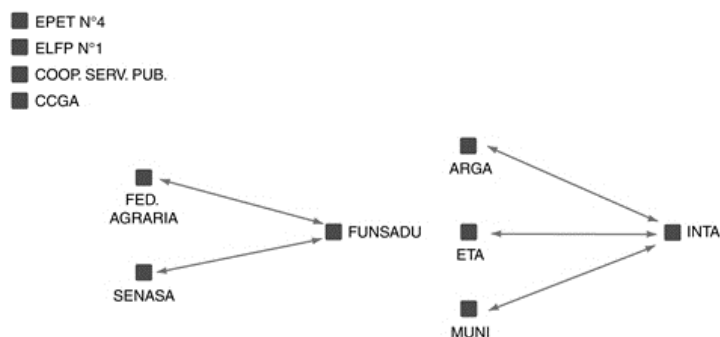 EPET N°4
ELFP N°1
COOP. SERV. PUB.
CCGA
ARGA
FED.
AGRARIA
FUNSADU
ETA
INTA
SENASA
MUNI